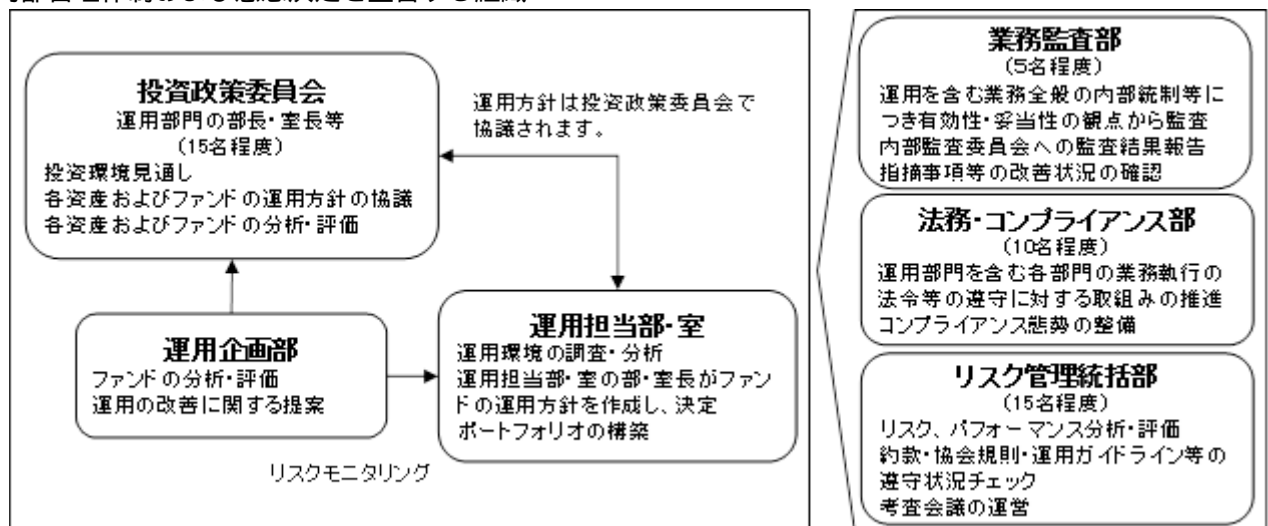 投資政策委員会
運用部門の部長・室長等
(15名程度)
投資環境見通し
各資産およびファンドの運用方針の協議
各資産およびファンドの分析・評価
運用方針は投資政策委員会で
協議されます。
運用企画部
ファンドの分析・評価
運用の改善に関する提案
運用担当部・室
運用環境の調査・分析
運用担当部・室の部・室長がファン
ドの運用方針を作成し、決定
ポートフォリオの構築
リスクモニタリング
業務監査部
(5名程度)
運用を含む業務全般の内部統制等に
つき有効性・妥当性の観点から監査
内部監査委員会への監査結果報告
指摘事項等の改善状況の確認
法務・コンプライアンス部
(10名程度)
運用部門を含む各部門の業務執行の
法令等の遵守に対する取組みの推進
コンプライアンス態勢の整備
リスク管理統括部
(15名程度)
リスク、パフォーマンス分析・評価
約款・協会規則・運用ガイドライン等の
遵守状況チェック
考査会議の運営